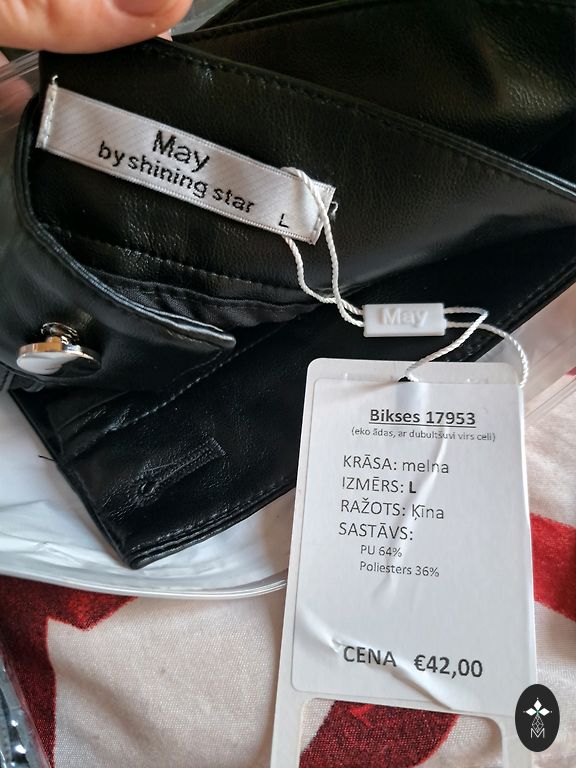 May
by shining star
L
May
Bikses 17953
(eko ādas, ar dubultšuvi virs ceļi)
KRĀSA: melna
IZMĒRS: L
RAŽOTS: Ķīna
SASTĀVS:
PU 64%
Poliesters 36%
CENA €42,00
M